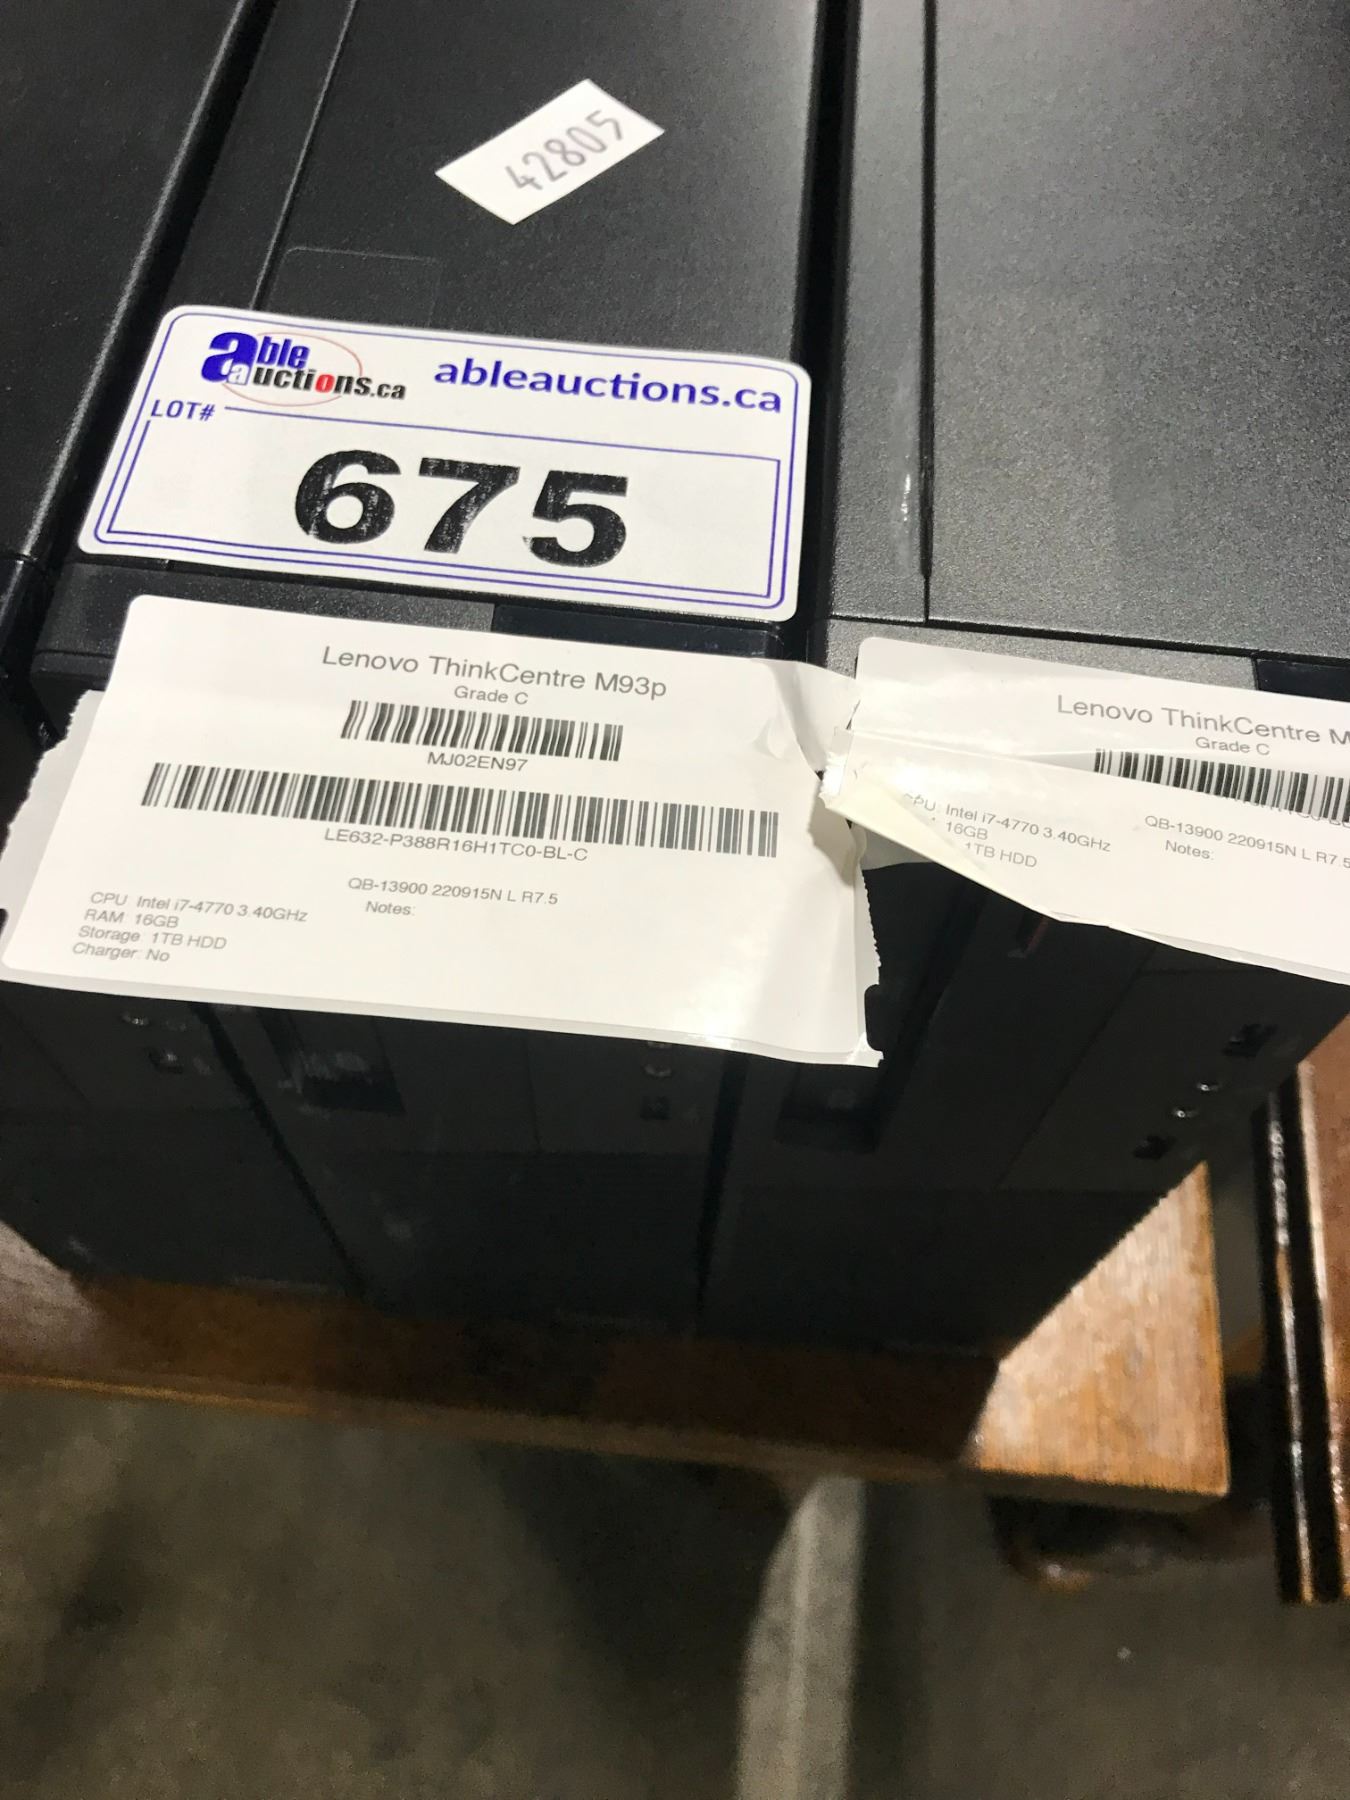 42805
able auctions.ca
ableauctions.ca
LOT#
675
Lenovo ThinkCentre M93p
Grade C
MJ02EN97
LE632-P388R16H1TC0-BL-C
QB-13900 220915N L R7.5
Notes:
CPU: Intel i7-4770 3.40GHz
RAM: 16GB
Storage: 1TB HDD
Charger: No
Lenovo ThinkCentre M
Grade C
QB-13900 220915N L R7.5
Notes:
CPU: Intel i7-4770 3.40GHz
16GB
1TB HDD